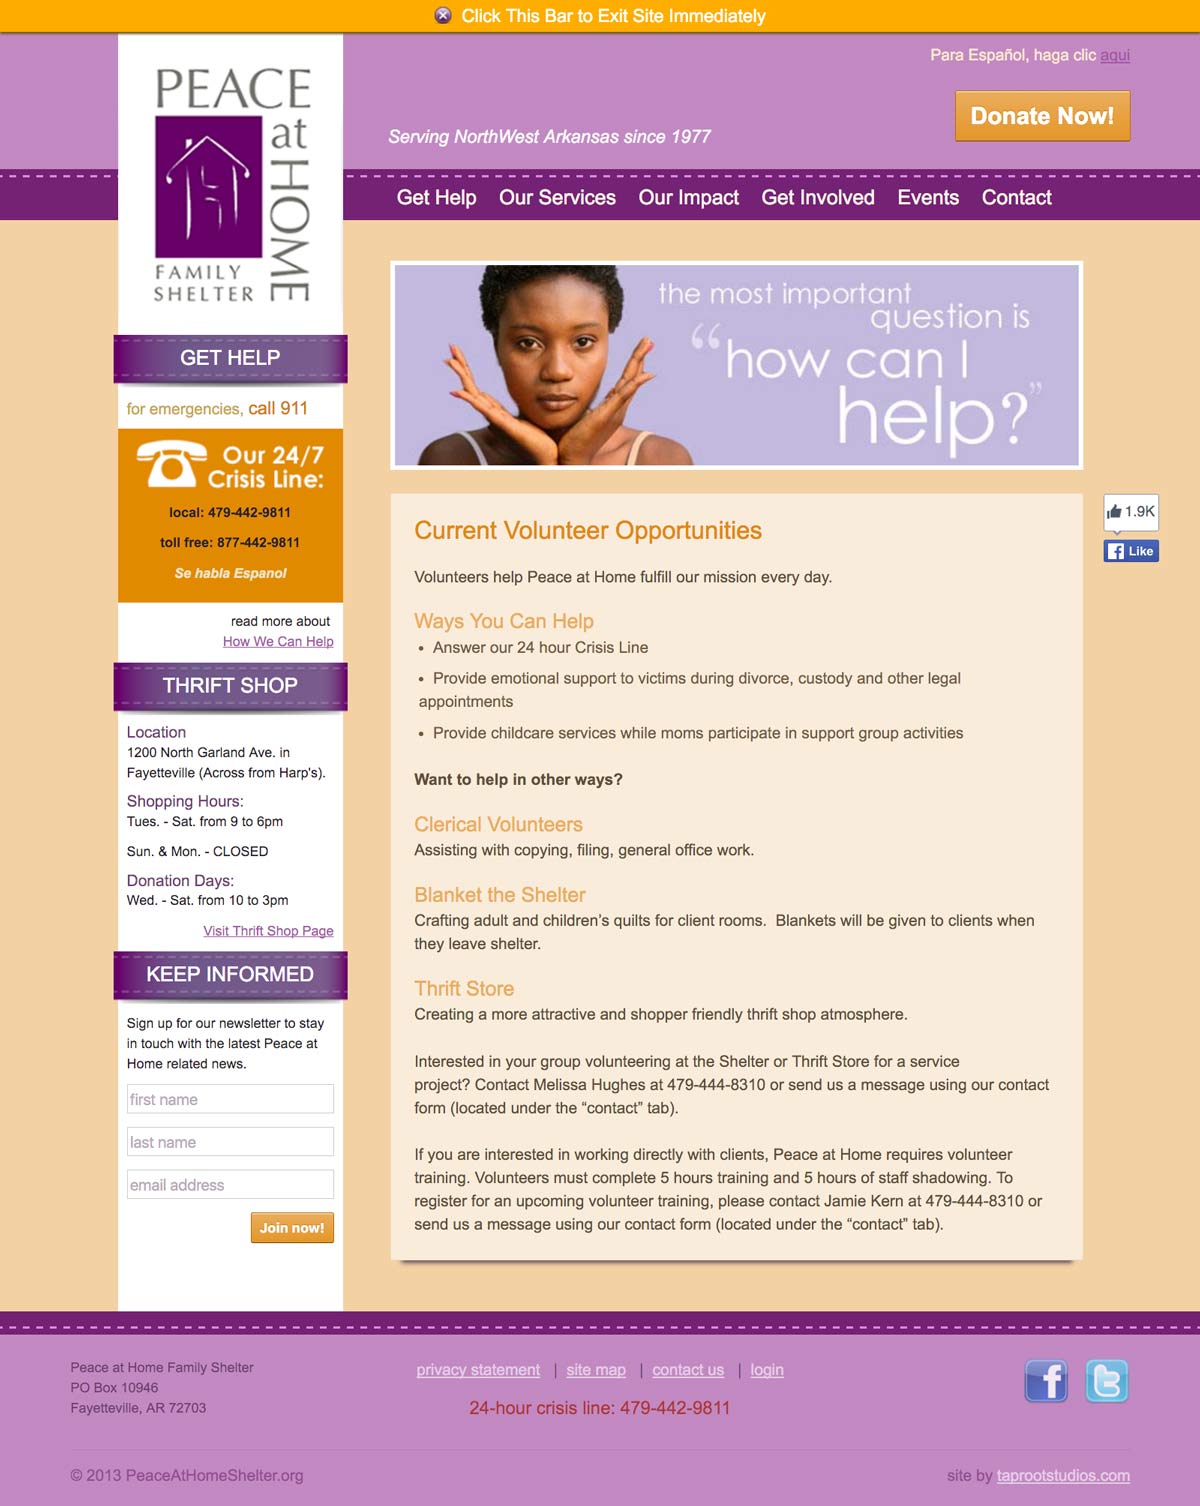 Click This Bar to Exit Site Immediately
Para Español, haga clic aqui
Donate Now!
Serving NorthWest Arkansas since 1977
PEACE
at
HOME
FAMILY
SHELTER
Get Help Our Services Our Impact Get Involved Events Contact
GET HELP
for emergencies, call 911
Our 24/7
Crisis Line:
local: 479-442-9811
toll free: 877-442-9811
Se habla Espanol
read more about
How We Can Help
THRIFT SHOP
Location
1200 North Garland Ave. in
Fayetteville (Across from Harp's).
Shopping Hours:
Tues. - Sat. from 9 to 6pm
Sun. & Mon. - CLOSED
Donation Days:
Wed. - Sat. from 10 to 3pm
Visit Thrift Shop Page
KEEP INFORMED
Sign up for our newsletter to stay
in touch with the latest Peace at
Home related news.
first name
last name
email address
Join now!
the most important
question is
“how can I
help?”
Current Volunteer Opportunities
Volunteers help Peace at Home fulfill our mission every day.
Ways You Can Help
• Answer our 24 hour Crisis Line
• Provide emotional support to victims during divorce, custody and other legal
appointments
• Provide childcare services while moms participate in support group activities
Want to help in other ways?
Clerical Volunteers
Assisting with copying, filing, general office work.
Blanket the Shelter
Crafting adult and children’s quilts for client rooms.  Blankets will be given to clients when
they leave shelter.
Thrift Store
Creating a more attractive and shopper friendly thrift shop atmosphere.
Interested in your group volunteering at the Shelter or Thrift Store for a service
project? Contact Melissa Hughes at 479-444-8310 or send us a message using our contact
form (located under the “contact” tab).
If you are interested in working directly with clients, Peace at Home requires volunteer
training. Volunteers must complete 5 hours training and 5 hours of staff shadowing. To
register for an upcoming volunteer training, please contact Jamie Kern at 479-444-8310 or
send us a message using our contact form (located under the “contact” tab).
1.9K
Like
Peace at Home Family Shelter
PO Box 10946
Fayetteville, AR 72703
privacy statement | site map | contact us | login
24-hour crisis line: 479-442-9811
© 2013 PeaceAtHomeShelter.org
site by taprootstudios.com